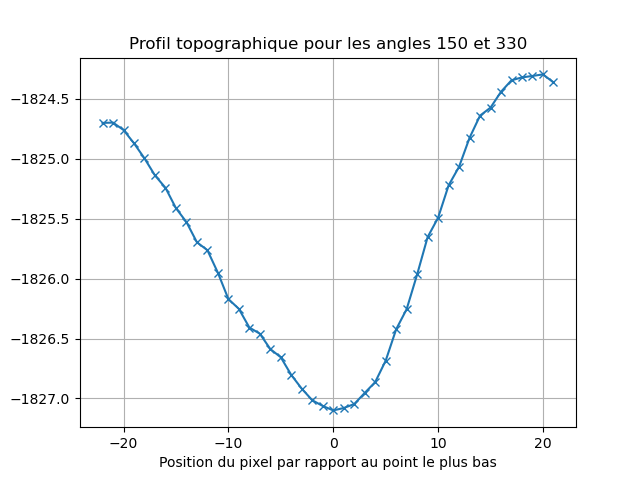 Profil topographique pour les angles 150 et 330
−1824.5
−1825.0
−1825.5
−1826.0
−1826.5
−1827.0
−20 −10 0 10 20
Position du pixel par rapport au point le plus bas